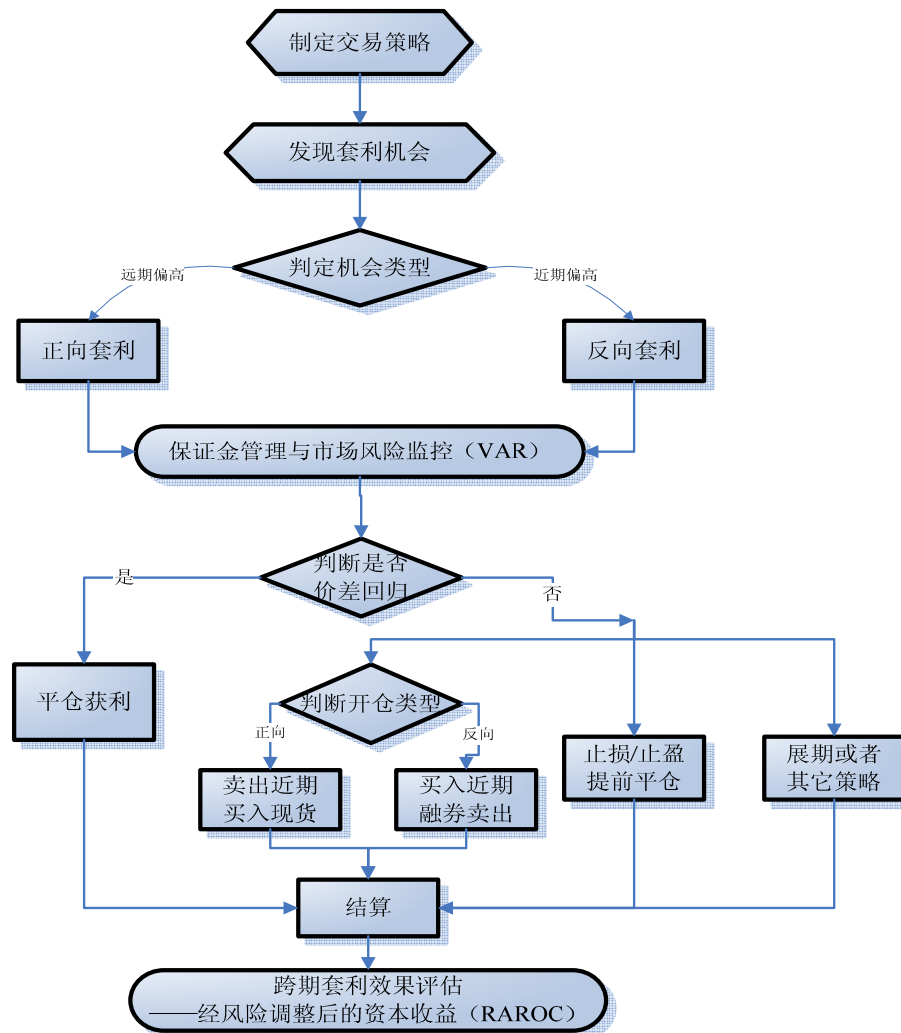 制定交易策略
发现套利机会
判定机会类型
远期偏高
近期偏高
正向套利
反向套利
保证金管理与市场风险监控（VAR）
判断是否
价差回归
是
否
平仓获利
判断开仓类型
正向
反向
卖出近期
买入现货
买入近期
融券卖出
止损/止盈
提前平仓
展期或者
其它策略
结算
跨期套利效果评估
——经风险调整后的资本收益（RAROC）